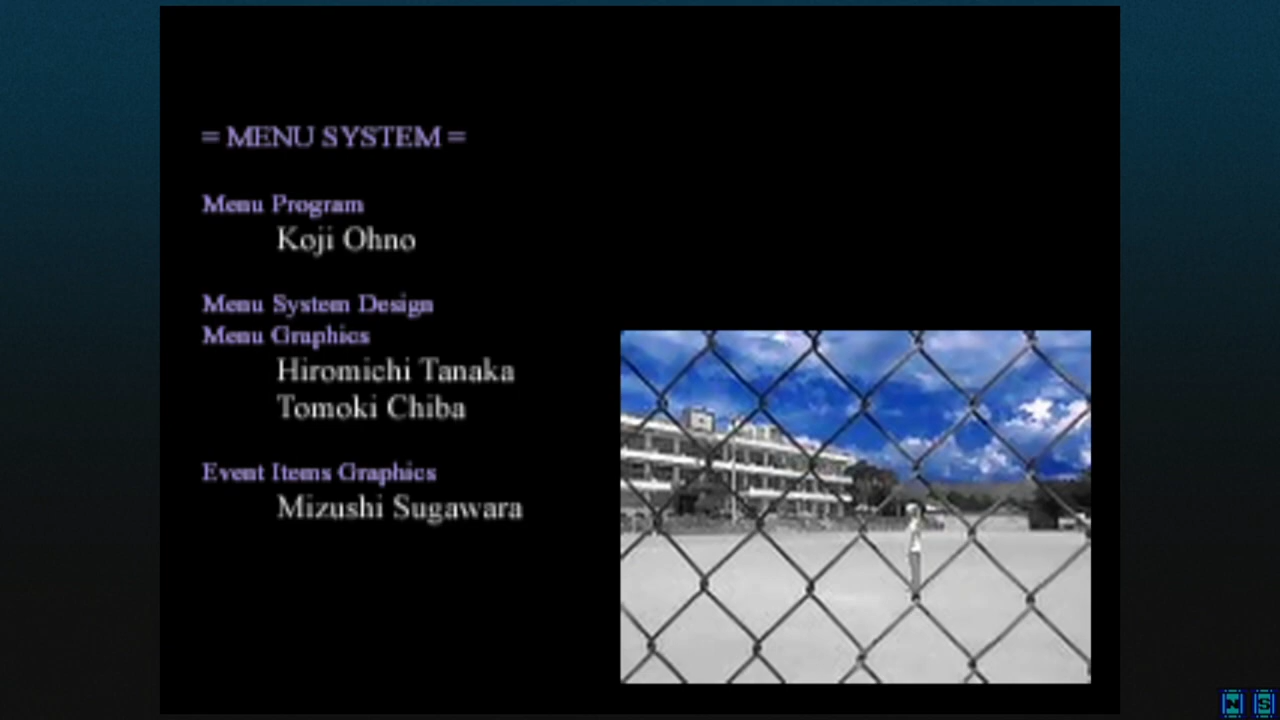 = MENU SYSTEM =
Menu Program
Koji Ohno
Menu System Design
Menu Graphics
Hiromichi Tanaka
Tomoki Chiba
Event Items Graphics
Mizushi Sugawara
N S